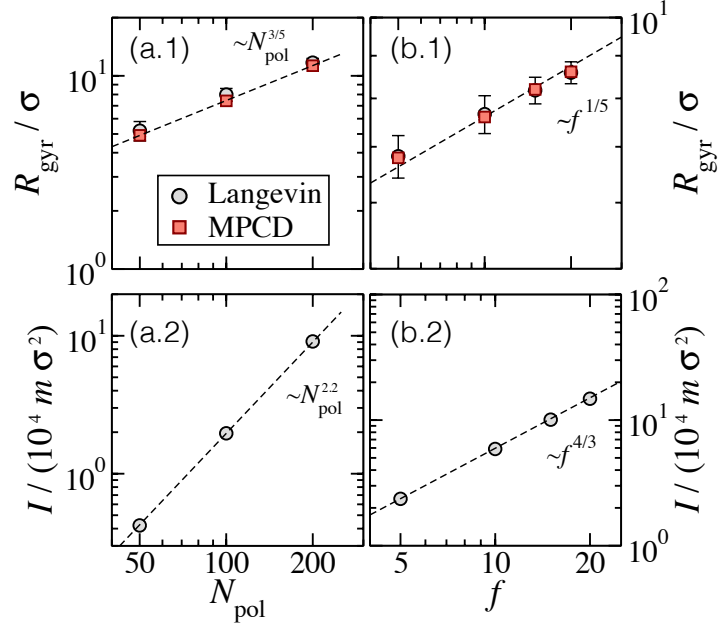 (a.1)
~N_pol^3/5
10^1
R_gyr / σ
Langevin
MPCD
10^0
(b.1)
~f^1/5
10^1
R_gyr / σ
(a.2)
~N_pol^2.2
10^1
10^0
I / (10^4 m σ^2)
50 100 200
N_pol
(b.2)
~f^4/3
10^2
10^1
10^0
I / (10^4 m σ^2)
5 10 20
f